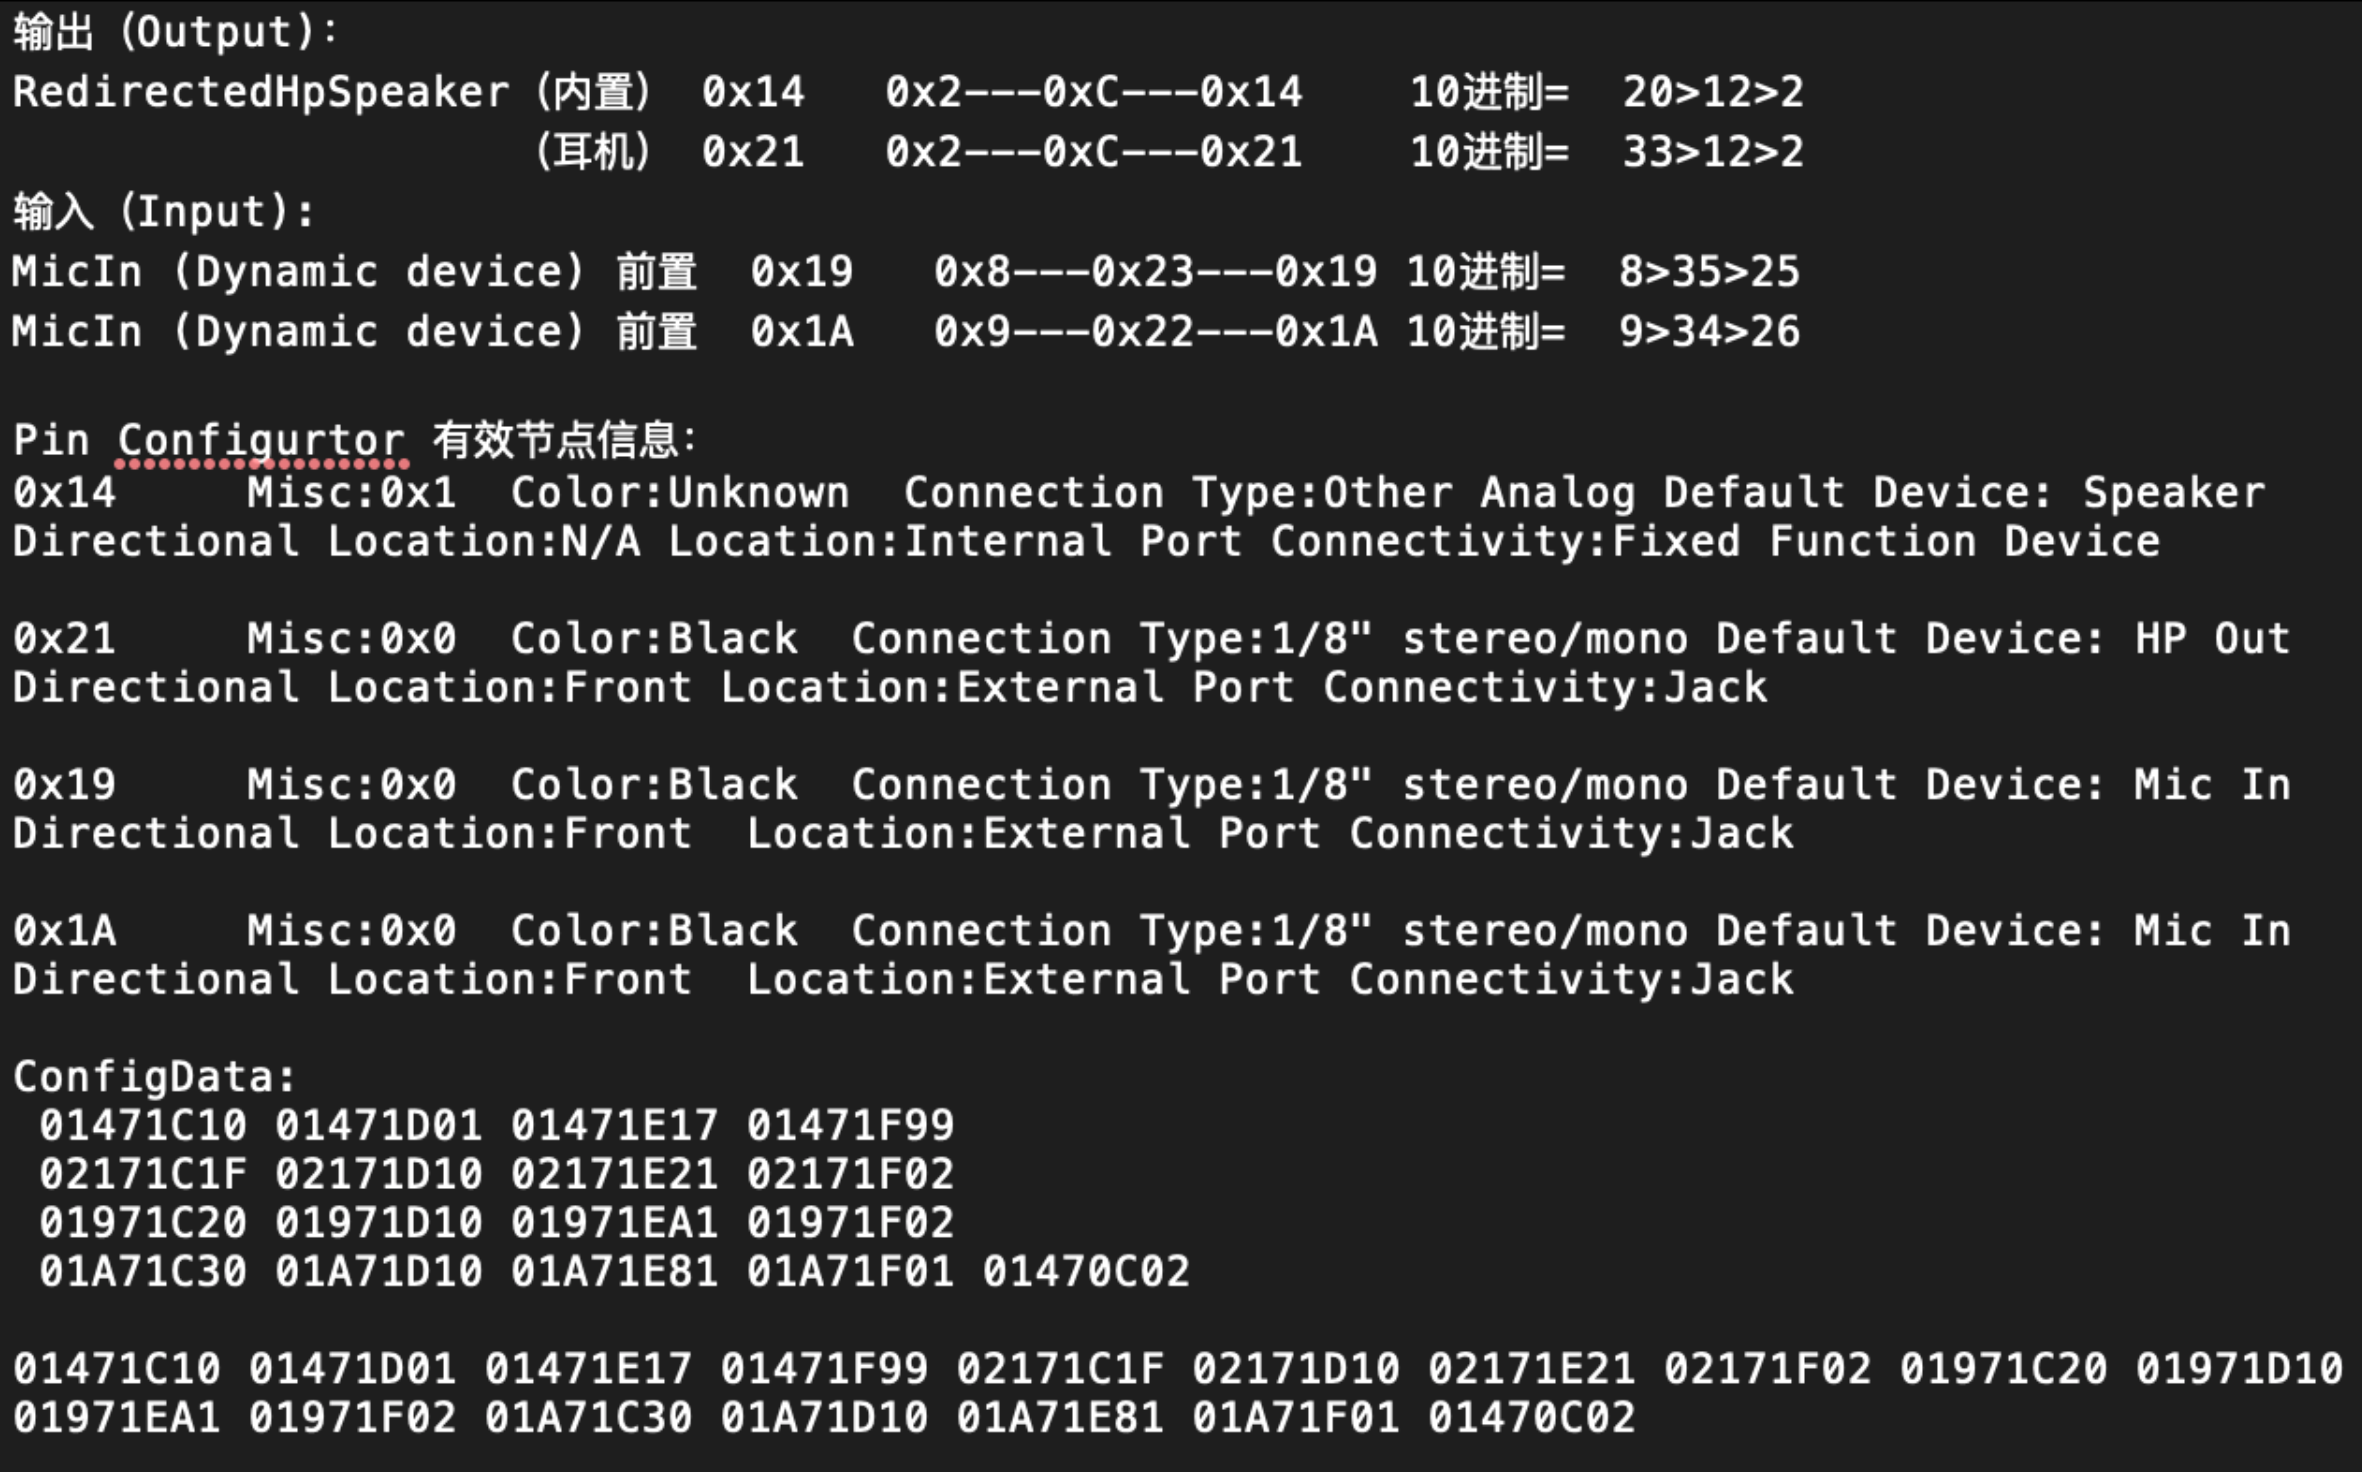 输出（Output）：
RedirectedHpSpeaker（内置） 0x14 0x2---0xC---0x14 10进制= 20>12>2
（耳机） 0x21 0x2---0xC---0x21 10进制= 33>12>2
输入（Input）:
MicIn (Dynamic device) 前置 0x19 0x8---0x23---0x19 10进制= 8>35>25
MicIn (Dynamic device) 前置 0x1A 0x9---0x22---0x1A 10进制= 9>34>26
Pin Configurtor 有效节点信息：
0x14 Misc:0x1 Color:Unknown Connection Type:Other Analog Default Device: Speaker
Directional Location:N/A Location:Internal Port Connectivity:Fixed Function Device
0x21 Misc:0x0 Color:Black Connection Type:1/8" stereo/mono Default Device: HP Out
Directional Location:Front Location:External Port Connectivity:Jack
0x19 Misc:0x0 Color:Black Connection Type:1/8" stereo/mono Default Device: Mic In
Directional Location:Front Location:External Port Connectivity:Jack
0x1A Misc:0x0 Color:Black Connection Type:1/8" stereo/mono Default Device: Mic In
Directional Location:Front Location:External Port Connectivity:Jack
ConfigData:
01471C10 01471D01 01471E17 01471F99
02171C1F 02171D10 02171E21 02171F02
01971C20 01971D10 01971EA1 01971F02
01A71C30 01A71D10 01A71E81 01A71F01 01470C02
01471C10 01471D01 01471E17 01471F99 02171C1F 02171D10 02171E21 02171F02 01971C20 01971D10
01971EA1 01971F02 01A71C30 01A71D10 01A71E81 01A71F01 01470C02